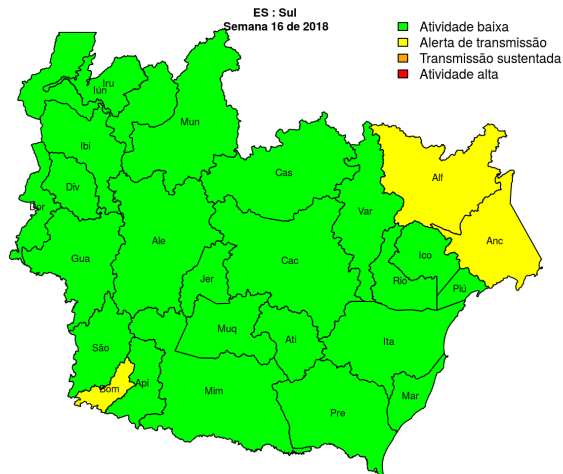 ES : Sul
Semana 16 de 2018
Atividade baixa
Alerta de transmissão
Transmissão sustentada
Atividade alta
Iru
Iún
Mun
Ibi
Cas
Alf
Div
Dor
Var
Ale
Anc
Gua
Cac
Ico
Jer
Rio
Piú
Muq
Ati
Ita
São
Bom
Api
Mim
Mar
Pre